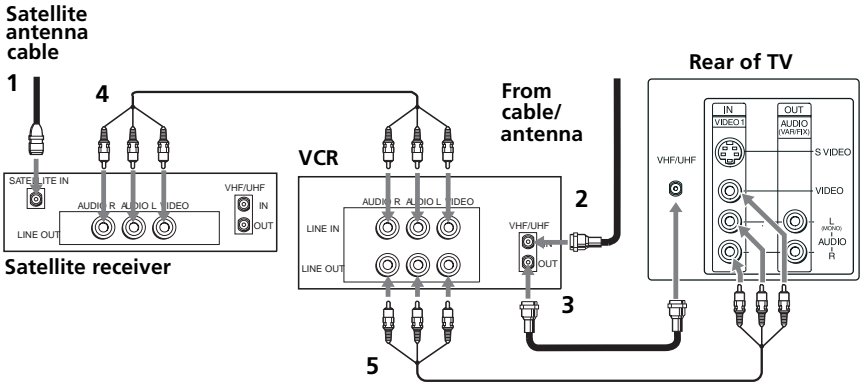 Satellite
antenna
cable
1
4
Rear of TV
From
cable/
antenna
IN
OUT
VIDEO 1
AUDIO
(VAR/FIX)
VCR
S VIDEO
VHF/UHF
SATELLITE IN
VHF/UHF
VIDEO
AUDIO R AUDIO L VIDEO
IN
AUDIO R AUDIO L VIDEO
2
LINE OUT
OUT
LINE IN
VHF/UHF
IN
L
(MONO)
AUDIO
R
Satellite receiver
LINE OUT
OUT
3
5